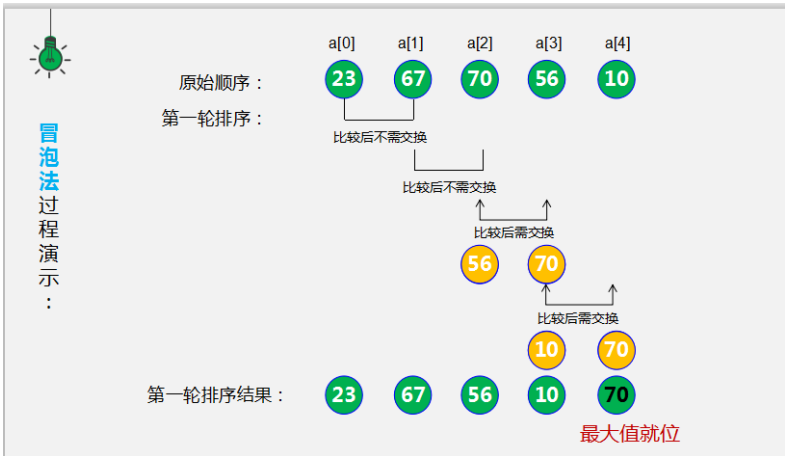 a[0] a[1] a[2] a[3] a[4]
原始顺序： 23 67 70 56 10
第一轮排序：
比较后不需交换
比较后不需交换
比较后需交换
56 70
比较后需交换
10 70
第一轮排序结果： 23 67 56 10 70
最大值就位
冒泡法过程演示：